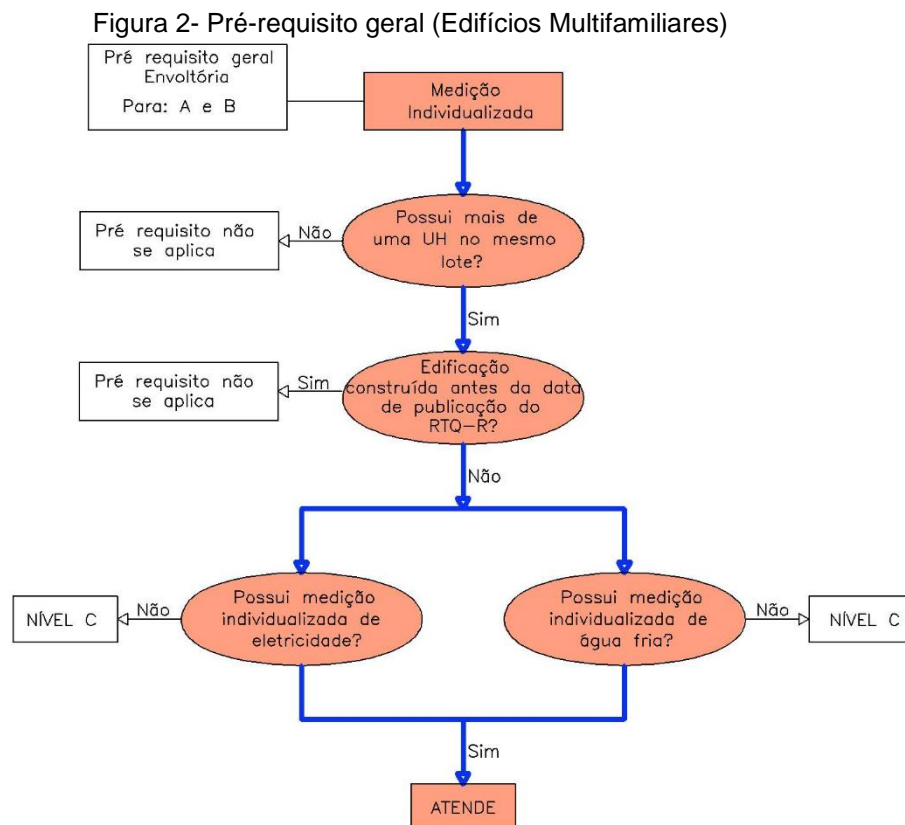 Figura 2- Pré-requisito geral (Edifícios Multifamiliares)
Pré requisito geral
Envoltória
Para: A e B
Medição
Individualizada
Possui mais de
uma UH no mesmo
lote?
Não
Pré requisito não
se aplica
Sim
Edificação
construída antes da data
de publicação do
RTQ-R?
Sim
Pré requisito não
se aplica
Não
Possui medição
individualizada de
eletricidade?
Não
NÍVEL C
Possui medição
individualizada de
água fria?
Não
NÍVEL C
Sim
ATENDE